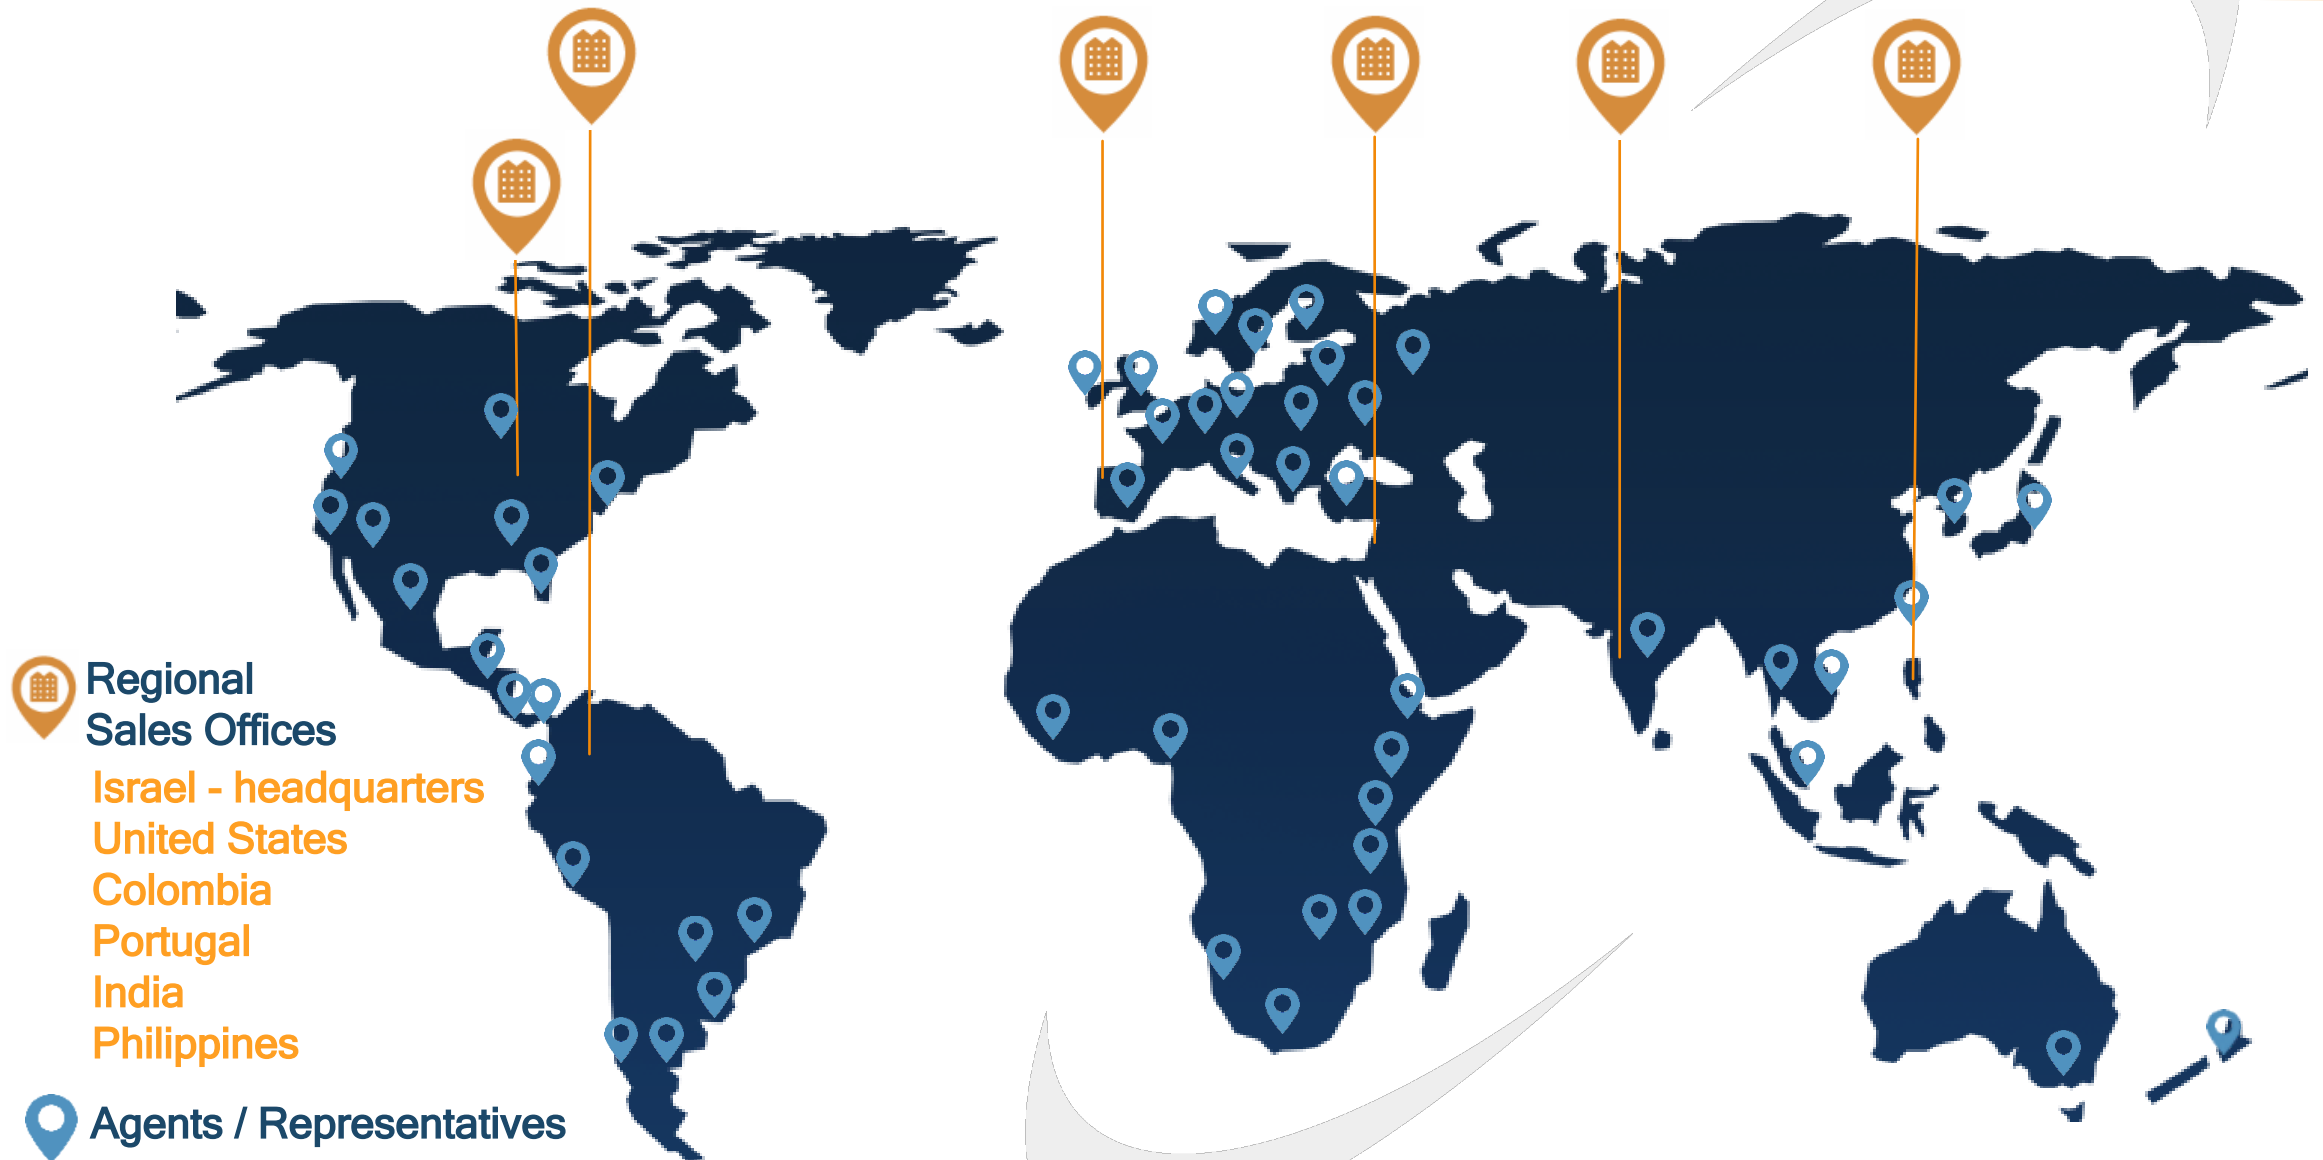 Regional
Sales Offices
Israel - headquarters
United States
Colombia
Portugal
India
Philippines
Agents / Representatives